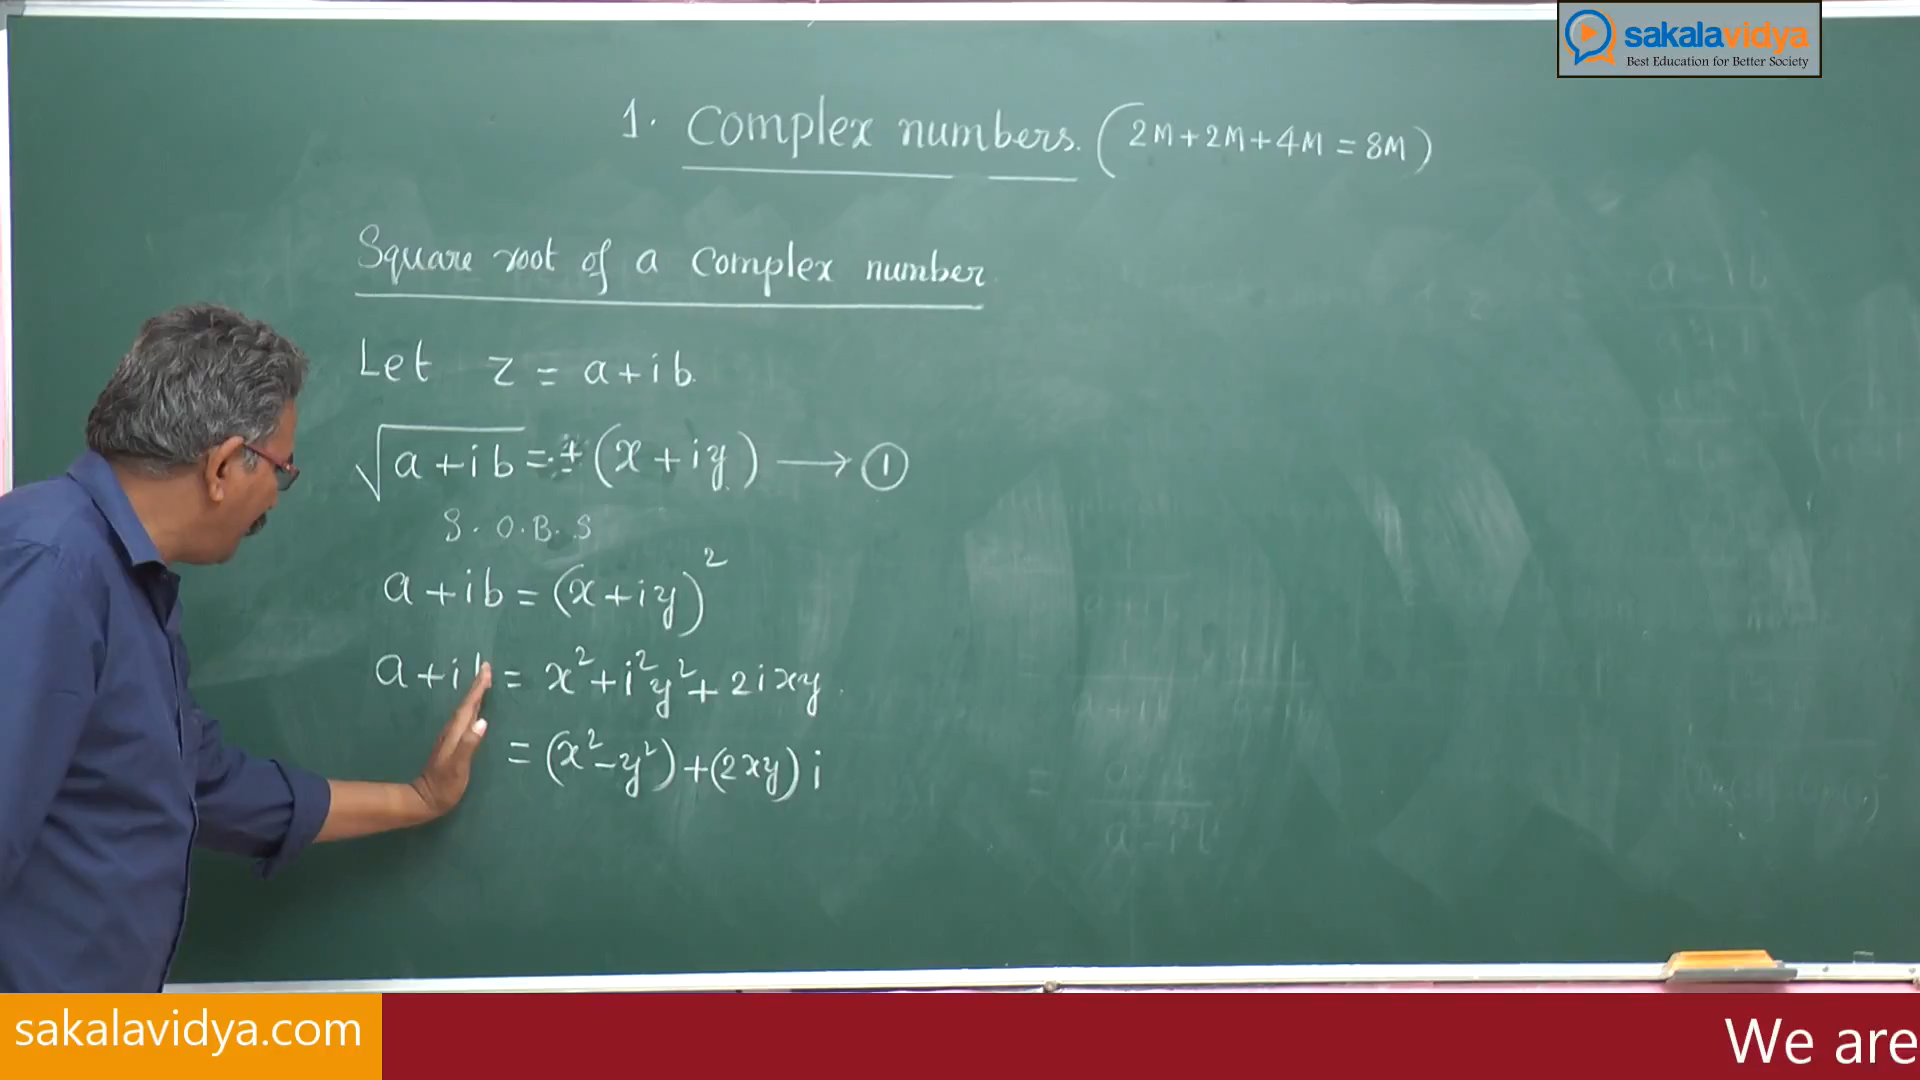 sakalavidya
Best Education for Better Society
1. Complex numbers. (2M+2M+4M=8M)
Square root of a complex number
Let z = a+ib.
√(a+ib) = ±(x+iy) → ①
S.O.B.S
a+ib = (x+iy)²
a+ib = x²+i²y²+2ixy.
= (x²-y²)+(2xy)i
sakalavidya.com
We are